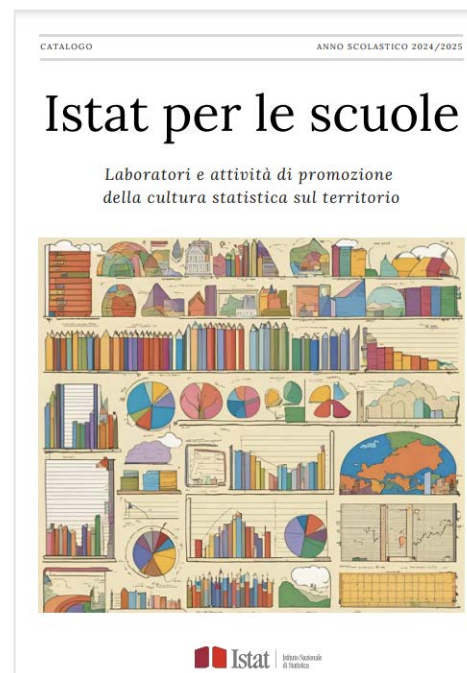 CATALOGO
ANNO SCOLASTICO 2024/2025
Istat per le scuole
Laboratori e attività di promozione
della cultura statistica sul territorio
Istat
Istituto Nazionale
di Statistica